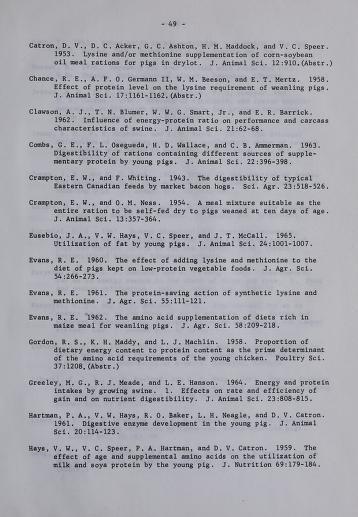 - 49 -
Catron, D. V., D. C. Acker, G. C. Ashton, H. M. Maddock, and V. C. Speer.
1953. Lysine and/or methionine supplementation of corn-soybean
oil meal rations for pigs in drylot. J. Animal Sci. 12:910.(Abstr.)
Chance, R. E., A. F. O. Germann II, W. M. Beeson, and E. T. Mertz. 1958.
Effect of protein level on the lysine requirement of weanling pigs.
J. Animal Sci. 17:1161-1162.(Abstr.)
Clawson, A. J., T. N. Blumer, W. W. G. Smart, Jr., and E. R. Barrick.
1962. Influence of energy-protein ratio on performance and carcass
characteristics of swine. J. Animal Sci. 21:62-68.
Combs, G. E., F. L. Osegueda, H. D. Wallace, and C. B. Ammerman. 1963.
Digestibility of rations containing different sources of supple-
mentary protein by young pigs. J. Animal Sci. 22:396-398.
Crampton, E. W., and F. Whiting. 1943. The digestibility of typical
Eastern Canadian feeds by market bacon hogs. Sci. Agr. 23:518-526.
Crampton, E. W., and O. M. Ness. 1954. A meal mixture suitable as the
entire ration to be self-fed dry to pigs weaned at ten days of age.
J. Animal Sci. 13:357-364.
Eusebio, J. A., V. W. Hays, V. C. Speer, and J. T. McCall. 1965.
Utilization of fat by young pigs. J. Animal Sci. 24:1001-1007.
Evans, R. E. 1960. The effect of adding lysine and methionine to the
diet of pigs kept on low-protein vegetable foods. J. Agr. Sci.
54:266-273.
Evans, R. E. 1961. The protein-saving action of synthetic lysine and
methionine. J. Agr. Sci. 55:111-121.
Evans, R. E. 1962. The amino acid supplementation of diets rich in
maize meal for weanling pigs. J. Agr. Sci. 58:209-218.
Gordon, R. S., K. H. Maddy, and L. J. Machlin. 1958. Proportion of
dietary energy content to protein content as the prime determinant
of the amino acid requirements of the young chicken. Poultry Sci.
37:1208.(Abstr.)
Greeley, M. G., R. J. Meade, and L. E. Hanson. 1964. Energy and protein
intakes by growing swine. 1. Effects on rate and efficiency of
gain and on nutrient digestibility. J. Animal Sci. 23:808-815.
Hartman, P. A., V. W. Hays, R. O. Baker, L. H. Neagle, and D. V. Catron.
1961. Digestive enzyme development in the young pig. J. Animal
Sci. 20:114-123.
Hays, V. W., V. C. Speer, P. A. Hartman, and D. V. Catron. 1959. The
effect of age and supplemental amino acids on the utilization of
milk and soya protein by the young pig. J. Nutrition 69:179-184.